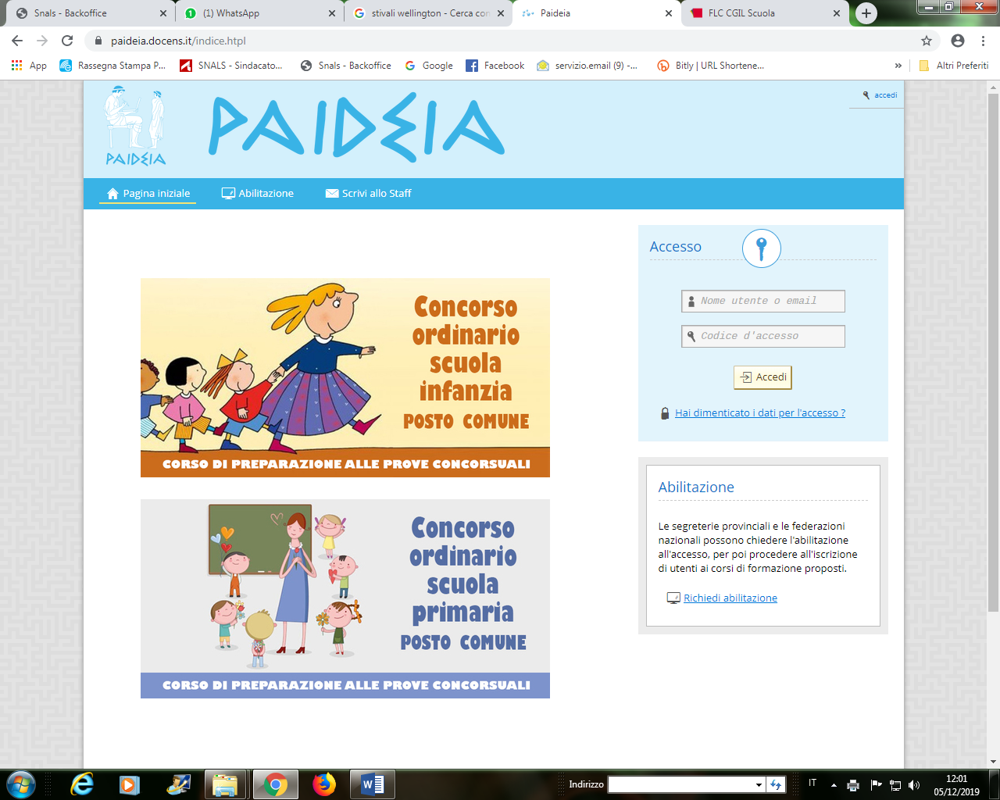 Snals - Backoffice
(1) WhatsApp
stivali wellington - Cerca con
Paideia
FLC CGIL Scuola
paideia.docens.it/indice.htpl
App
Rassegna Stampa P...
SNALS - Sindacato...
Snals - Backoffice
Google
Facebook
servizio.email (9) -...
Bitly | URL Shortene...
»
Altri Preferiti
PAIDEIA
PAIDEIA
accedi
Pagina iniziale
Abilitazione
Scrivi allo Staff
Concorso
ordinario
scuola
infanzia
POSTO COMUNE
CORSO DI PREPARAZIONE ALLE PROVE CONCORSUALI
Concorso
ordinario
scuola
primaria
POSTO COMUNE
CORSO DI PREPARAZIONE ALLE PROVE CONCORSUALI
Accesso
Nome utente o email
Codice d'accesso
Accedi
Hai dimenticato i dati per l'accesso ?
Abilitazione
Le segreterie provinciali e le federazioni
nazionali possono chiedere l'abilitazione
all'accesso, per poi procedere all'iscrizione
di utenti ai corsi di formazione proposti.
Richiedi abilitazione
Indirizzo
IT
12:01
05/12/2019